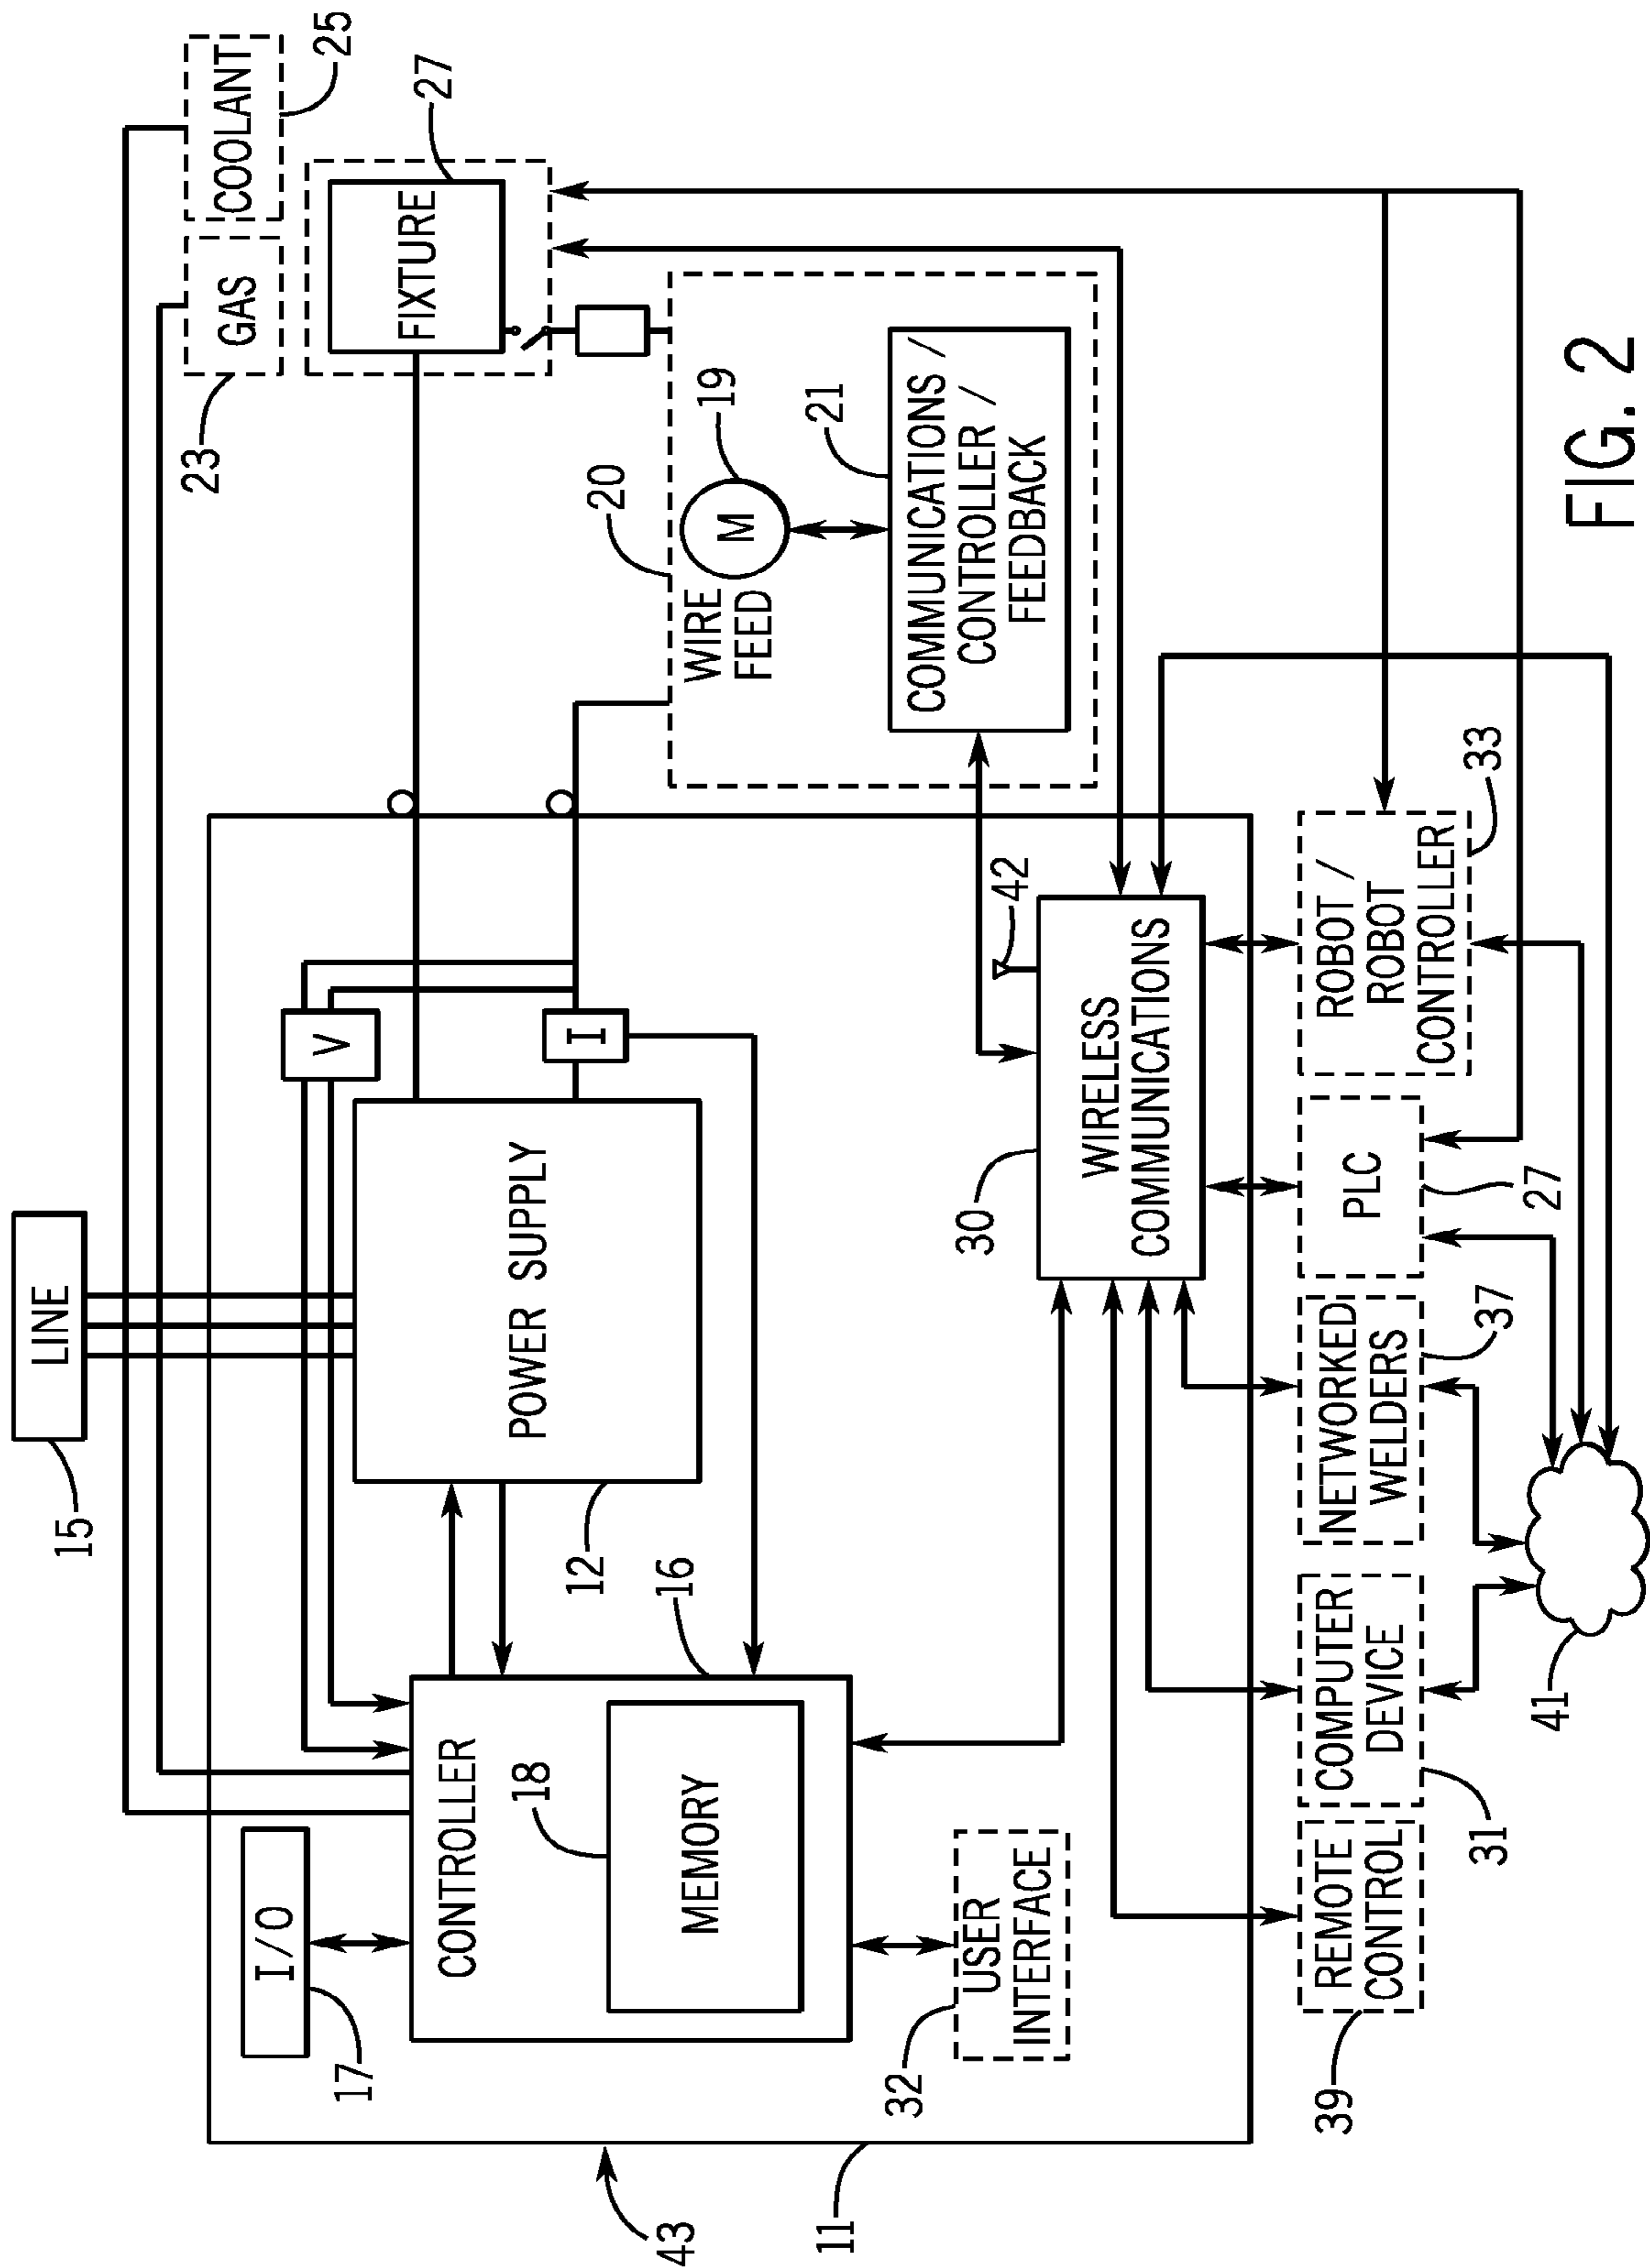 15
LINE
COOLANT
25
GAS
23
FIXTURE
27
I/O
17
V
I
POWER SUPPLY
12
CONTROLLER
16
18
MEMORY
20
WIRE
FEED
M
19
21
COMMUNICATIONS /
CONTROLLER /
FEEDBACK
32
USER
INTERFACE
30
WIRELESS
COMMUNICATIONS
42
43
11
39
REMOTE
CONTROL
COMPUTER
DEVICE
31
NETWORKED
WELDERS
37
PLC
27
ROBOT /
ROBOT
CONTROLLER
33
41
FIG. 2